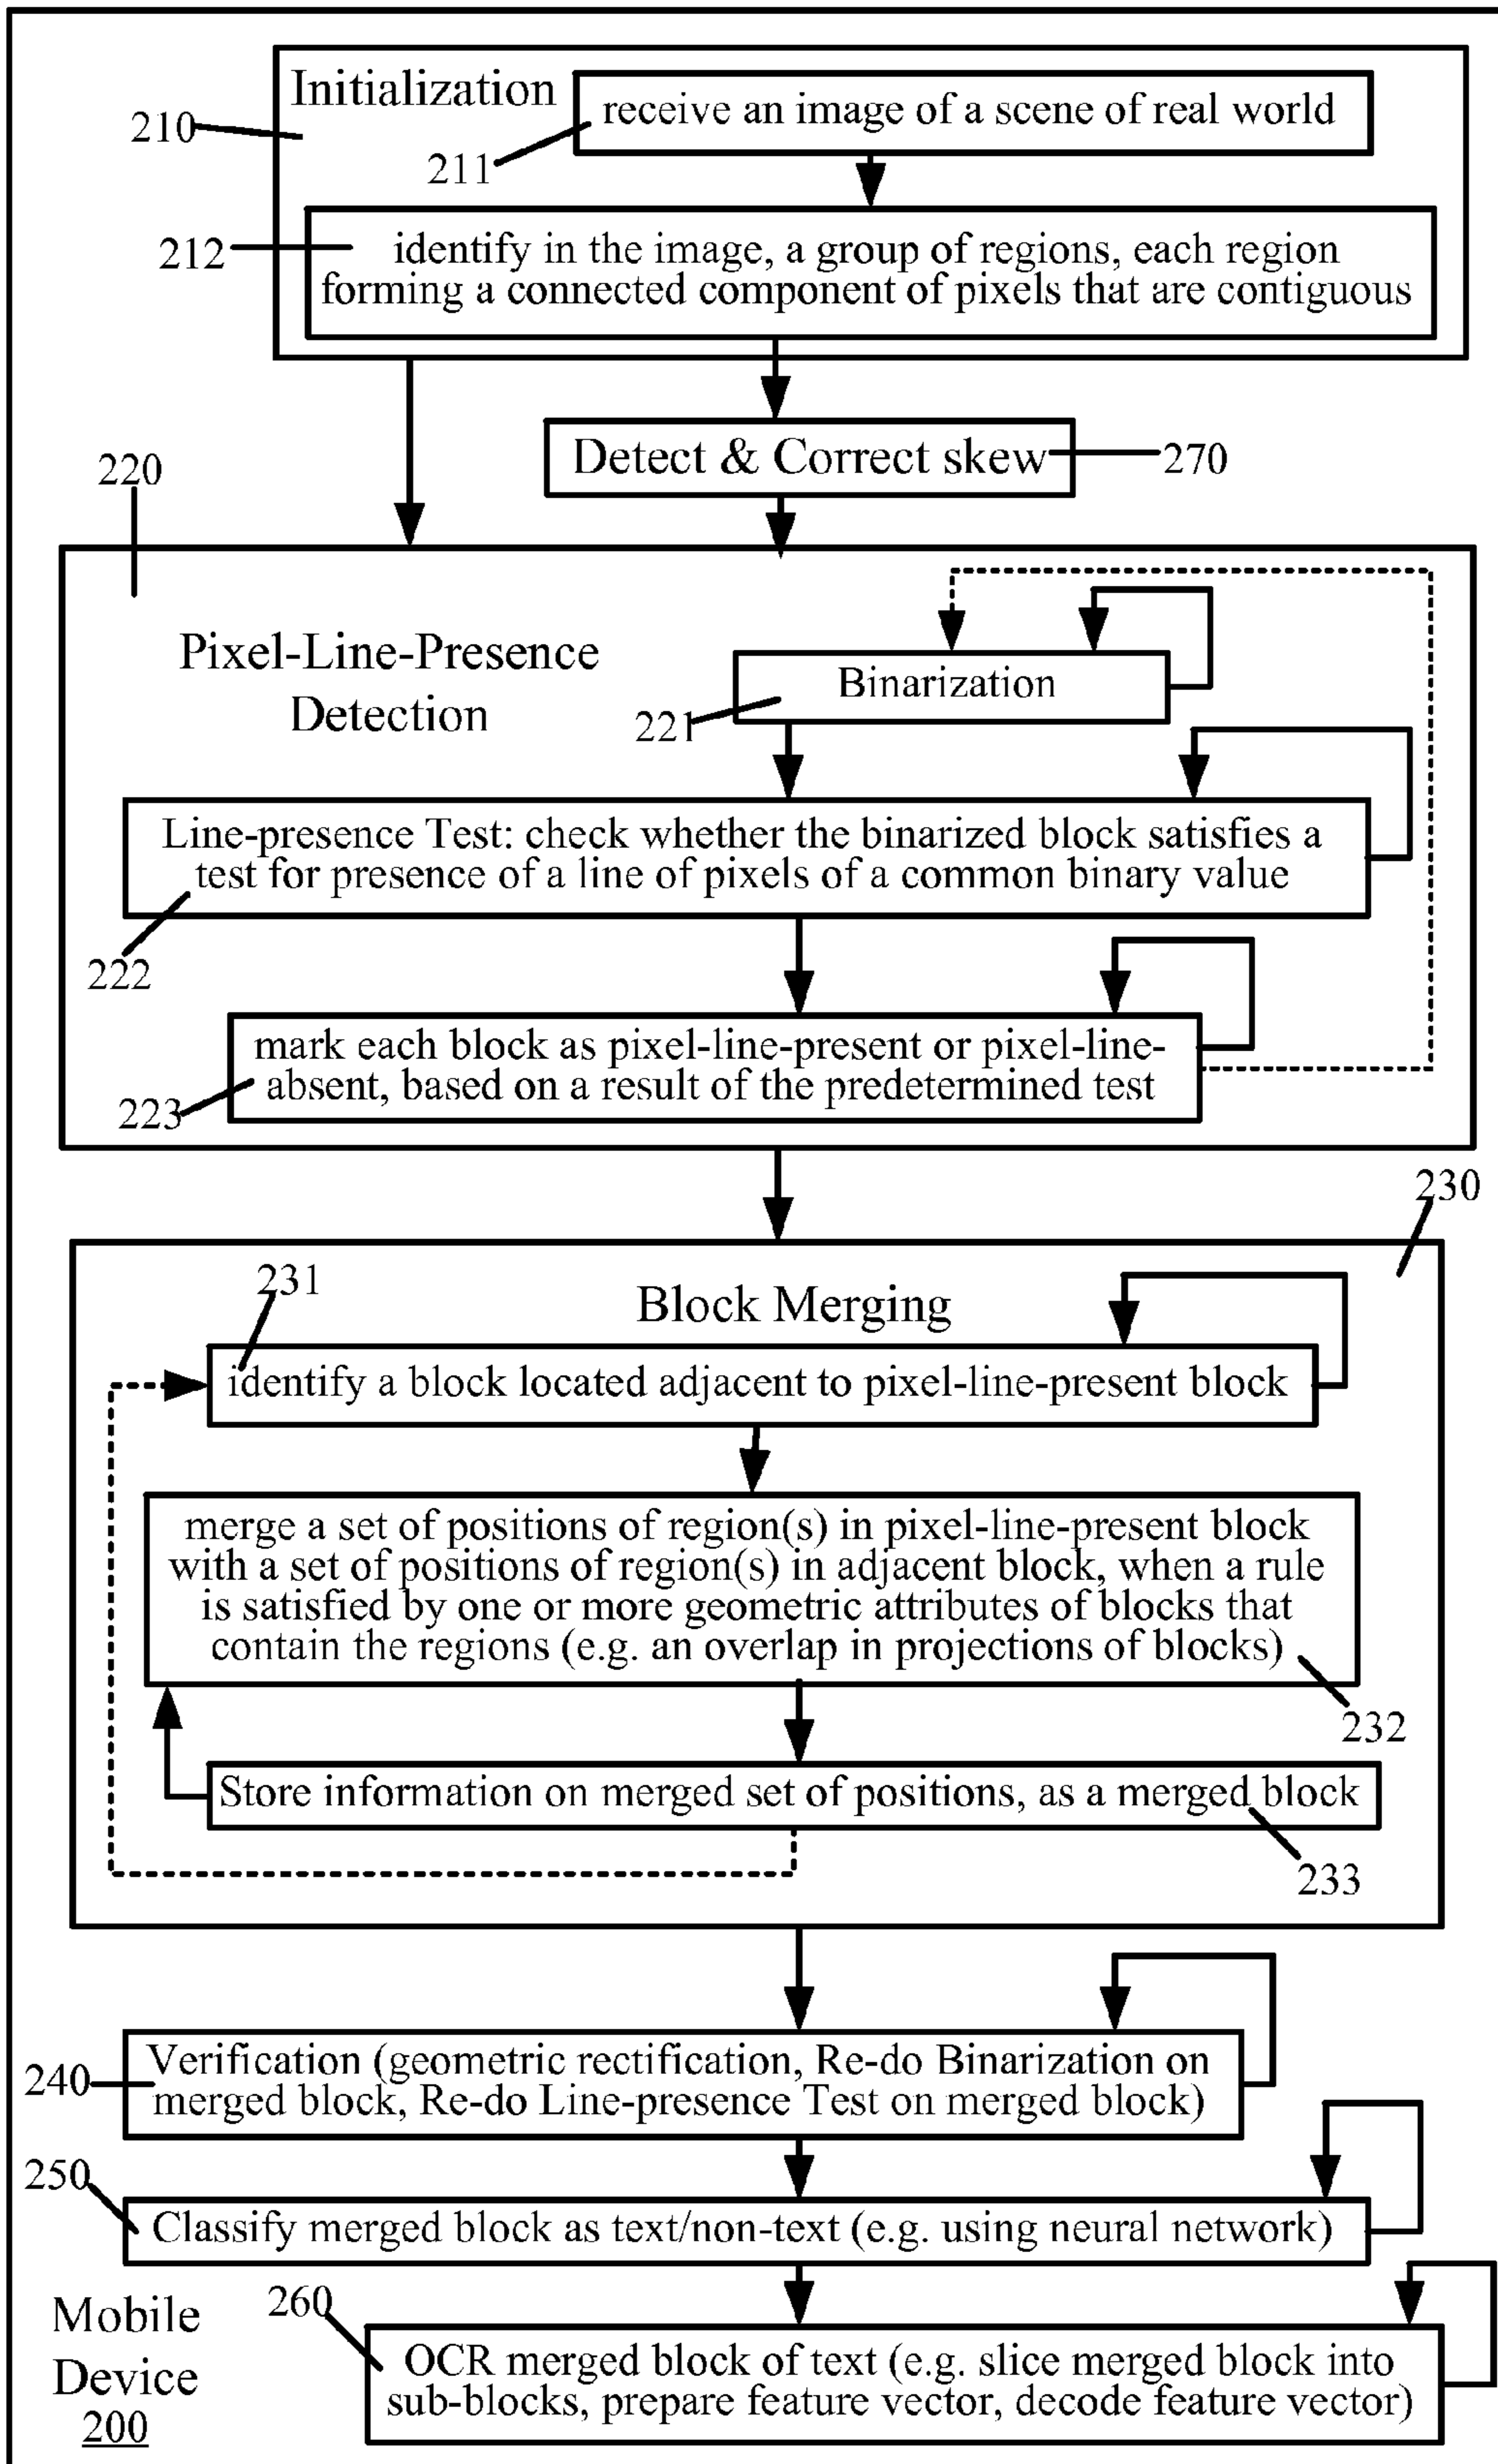 Initialization
receive an image of a scene of real world
210
211
212
identify in the image, a group of regions, each region
forming a connected component of pixels that are contiguous
Detect & Correct skew
270
220
Pixel-Line-Presence
Detection
Binarization
221
Line-presence Test: check whether the binarized block satisfies a
test for presence of a line of pixels of a common binary value
222
mark each block as pixel-line-present or pixel-line-
absent, based on a result of the predetermined test
223
230
231
Block Merging
identify a block located adjacent to pixel-line-present block
merge a set of positions of region(s) in pixel-line-present block
with a set of positions of region(s) in adjacent block, when a rule
is satisfied by one or more geometric attributes of blocks that
contain the regions (e.g. an overlap in projections of blocks)
232
Store information on merged set of positions, as a merged block
233
240
Verification (geometric rectification, Re-do Binarization on
merged block, Re-do Line-presence Test on merged block)
250
Classify merged block as text/non-text (e.g. using neural network)
260
OCR merged block of text (e.g. slice merged block into
sub-blocks, prepare feature vector, decode feature vector)
Mobile
Device
200